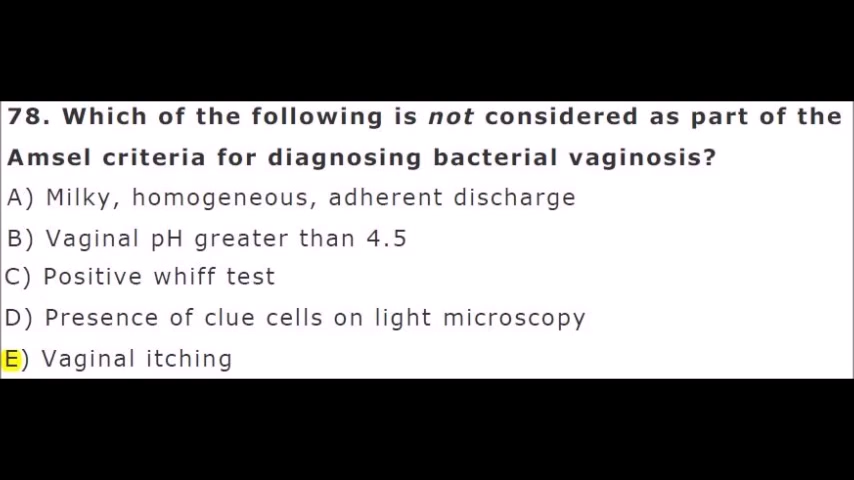 78. Which of the following is not considered as part of the
Amsel criteria for diagnosing bacterial vaginosis?
A) Milky, homogeneous, adherent discharge
B) Vaginal pH greater than 4.5
C) Positive whiff test
D) Presence of clue cells on light microscopy
E) Vaginal itching